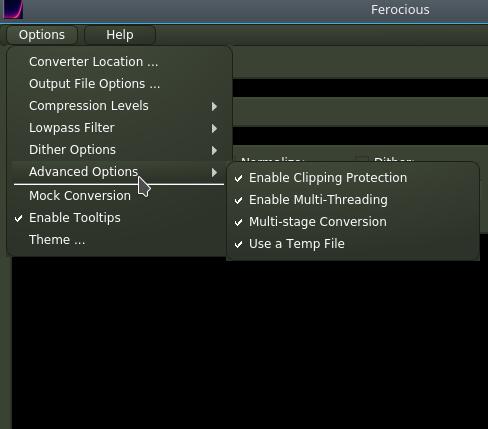 Ferocious
Options Help
Converter Location ...
Output File Options ...
Compression Levels
Lowpass Filter
Dither Options
Advanced Options
Mock Conversion
Enable Tooltips
Theme ...
Normalize: Dither:
Enable Clipping Protection
Enable Multi-Threading
Multi-stage Conversion
Use a Temp File